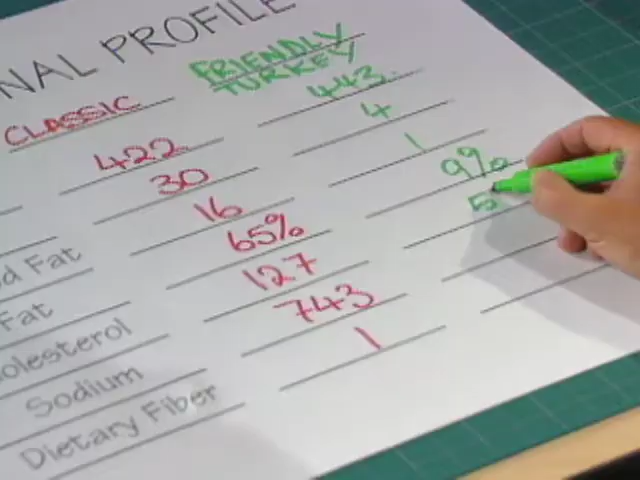 NAL PROFILE
CLASSIC FRIENDLY
TURKEY
422 443
30 4
16 1
d Fat 65% 9%
Fat 127 5
olesterol 743
Sodium 1
Dietary Fiber